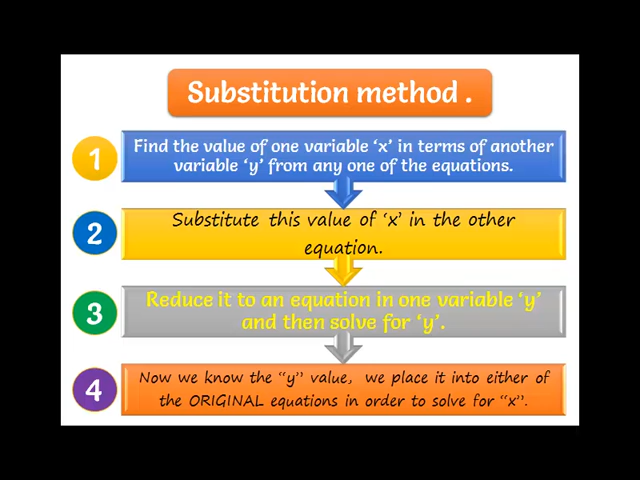 Substitution method .
1
Find the value of one variable ‘x’ in terms of another
variable ‘y’ from any one of the equations.
2
Substitute this value of ‘x’ in the other
equation.
3
Reduce it to an equation in one variable ‘y’
and then solve for ‘y’.
4
Now we know the “y” value, we place it into either of
the ORIGINAL equations in order to solve for “x”.